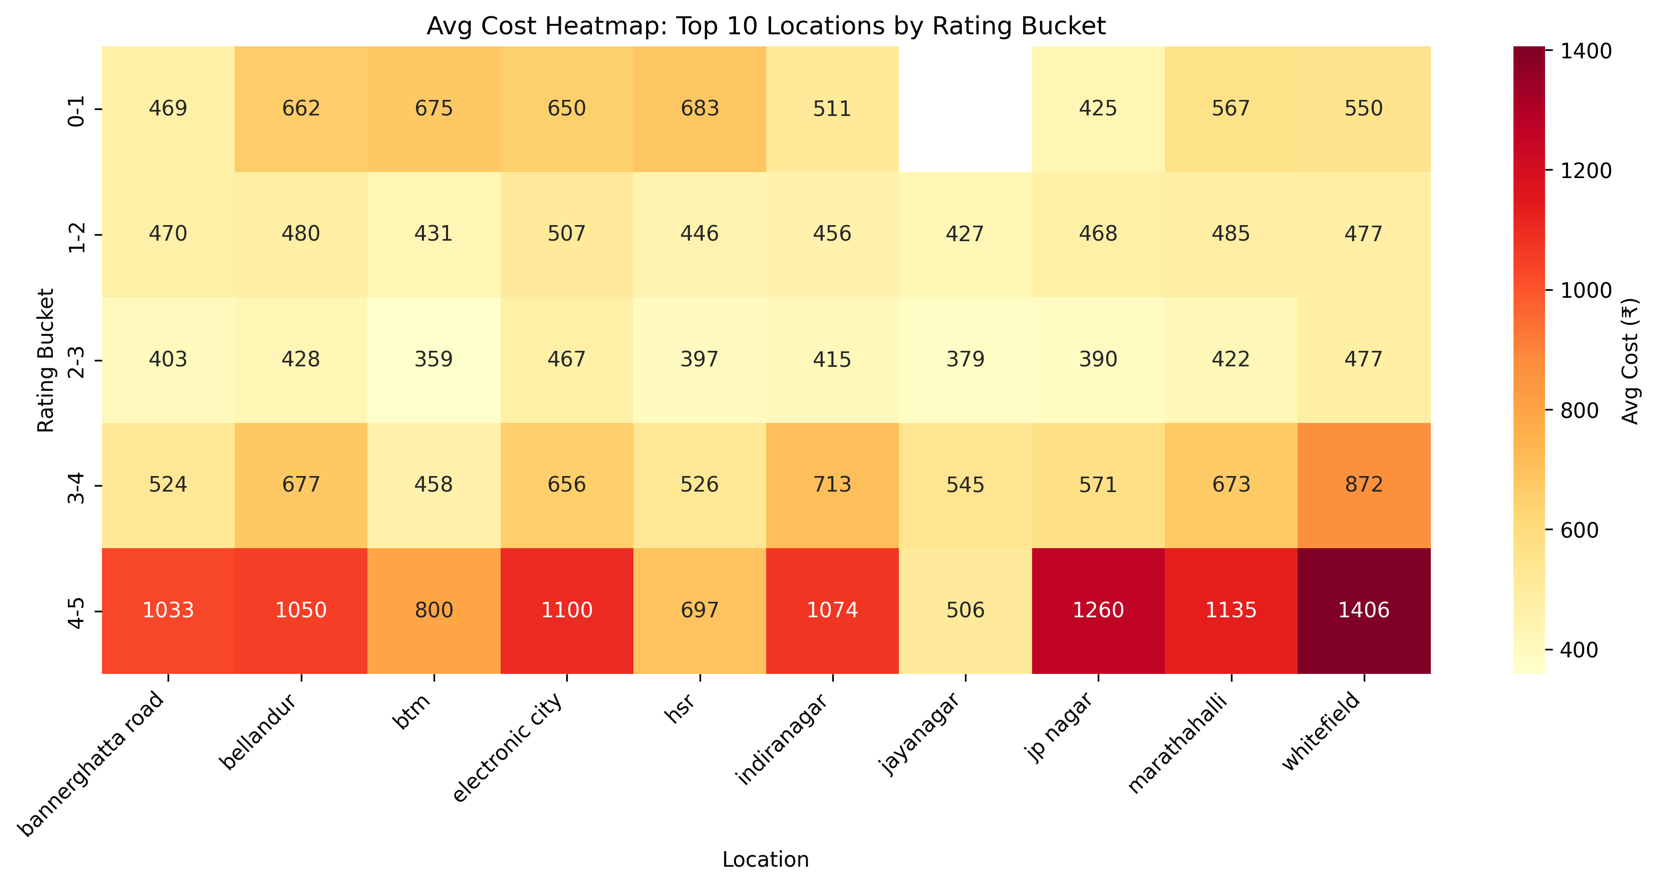 Avg Cost Heatmap: Top 10 Locations by Rating Bucket
Rating Bucket
0-1 469 662 675 650 683 511 425 567 550
1-2 470 480 431 507 446 456 427 468 485 477
2-3 403 428 359 467 397 415 379 390 422 477
3-4 524 677 458 656 526 713 545 571 673 872
4-5 1033 1050 800 1100 697 1074 506 1260 1135 1406
bannerghatta road bellandur btm electronic city hsr indiranagar jayanagar jp nagar marathahalli whitefield
Location
1400
1200
1000
800
600
400
Avg Cost (₹)